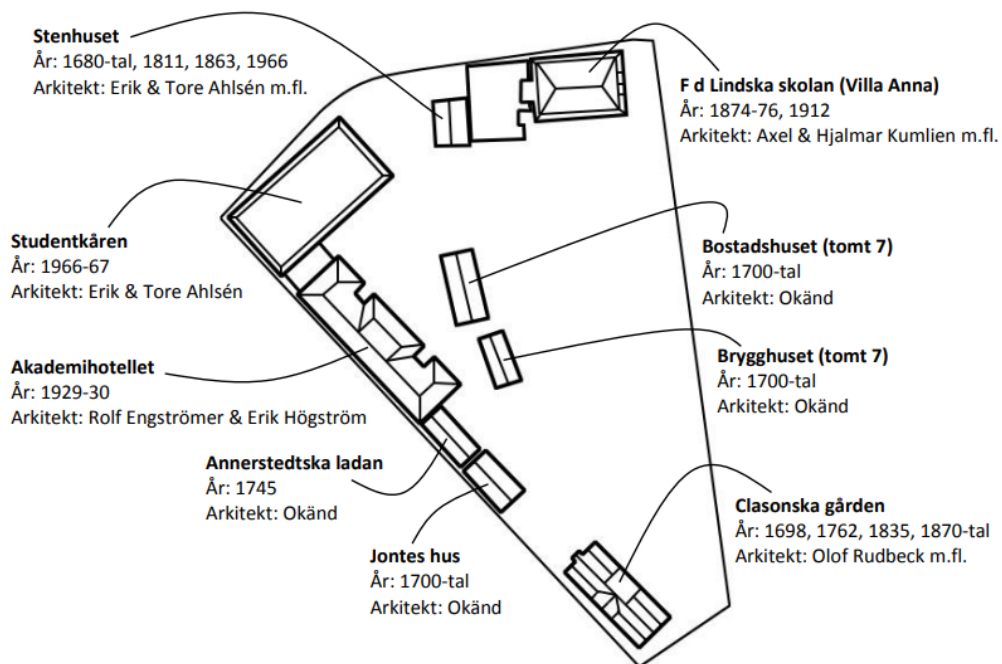 Stenhuset
År: 1680-tal, 1811, 1863, 1966
Arkitekt: Erik & Tore Ahlsén m.fl.
F d Lindska skolan (Villa Anna)
År: 1874-76, 1912
Arkitekt: Axel & Hjalmar Kumlien m.fl.
Studentkåren
År: 1966-67
Arkitekt: Erik & Tore Ahlsén
Bostadshuset (tomt 7)
År: 1700-tal
Arkitekt: Okänd
Akademihotellet
År: 1929-30
Arkitekt: Rolf Engströmer & Erik Högström
Brygghuset (tomt 7)
År: 1700-tal
Arkitekt: Okänd
Annerstedtska ladan
År: 1745
Arkitekt: Okänd
Clasonska gården
År: 1698, 1762, 1835, 1870-tal
Arkitekt: Olof Rudbeck m.fl.
Jontes hus
År: 1700-tal
Arkitekt: Okänd